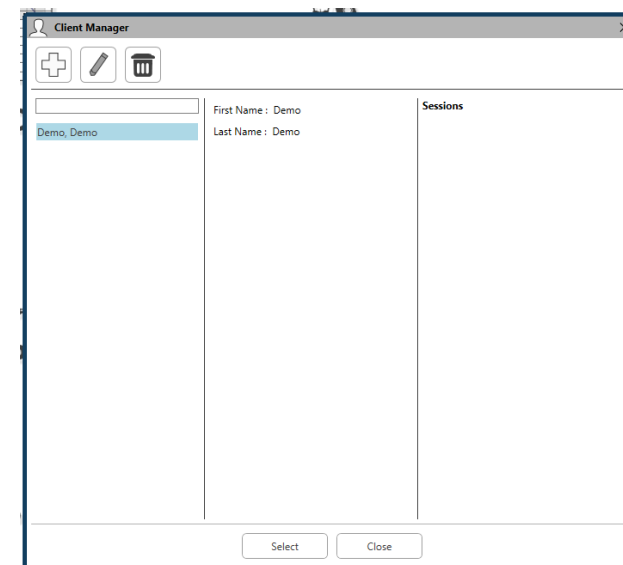 Client Manager
Demo, Demo
First Name : Demo
Last Name : Demo
Sessions
Select
Close